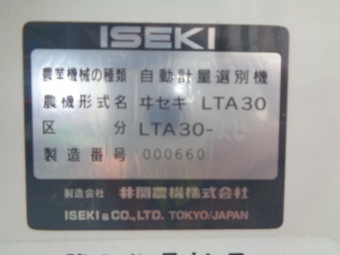 ISEKI
農業機械の種類 自動計量選別機
農機形式名 ヰセキ LTA30
区分 LTA30-
製造番号 000660
製造会社 井関農機株式会社
ISEKI & CO., LTD. TOKYO/JAPAN